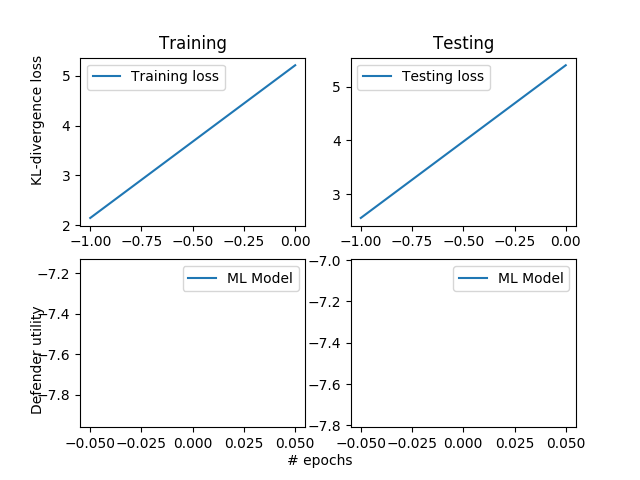 Training
Testing
KL-divergence loss
5
4
3
2
Training loss
−1.00 −0.75 −0.50 −0.25 0.00
5
4
3
Testing loss
−1.00 −0.75 −0.50 −0.25 0.00
Defender utility
−7.2
−7.4
−7.6
−7.8
ML Model
−0.050 −0.025 0.000 0.025 0.050
−7.0
−7.2
−7.4
−7.6
−7.8
ML Model
−0.050 −0.025 0.000 0.025 0.050
# epochs